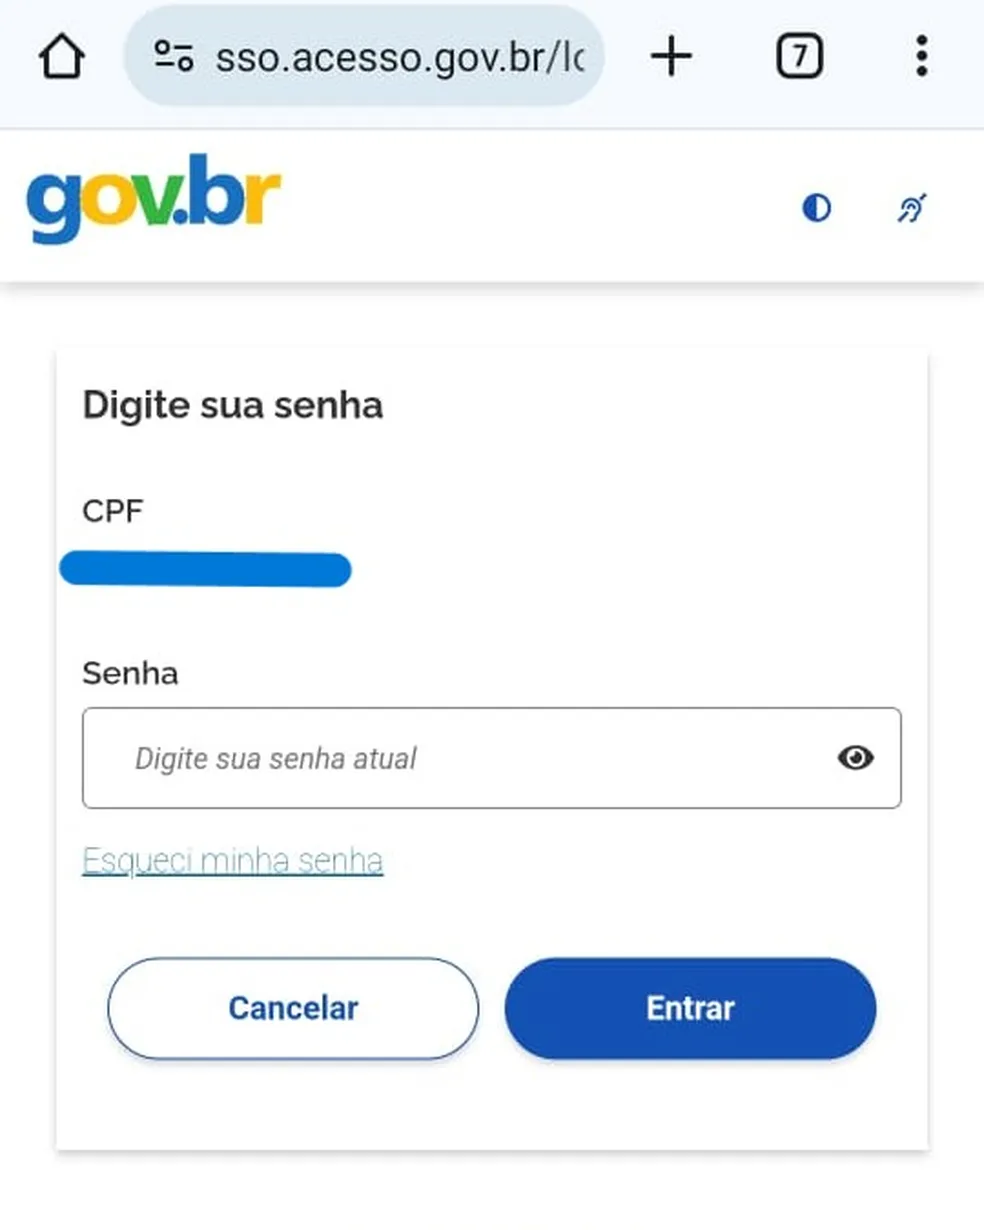 sso.acesso.gov.br/lo
7
gov.br
Digite sua senha
CPF
Senha
Digite sua senha atual
Esqueci minha senha
Cancelar
Entrar